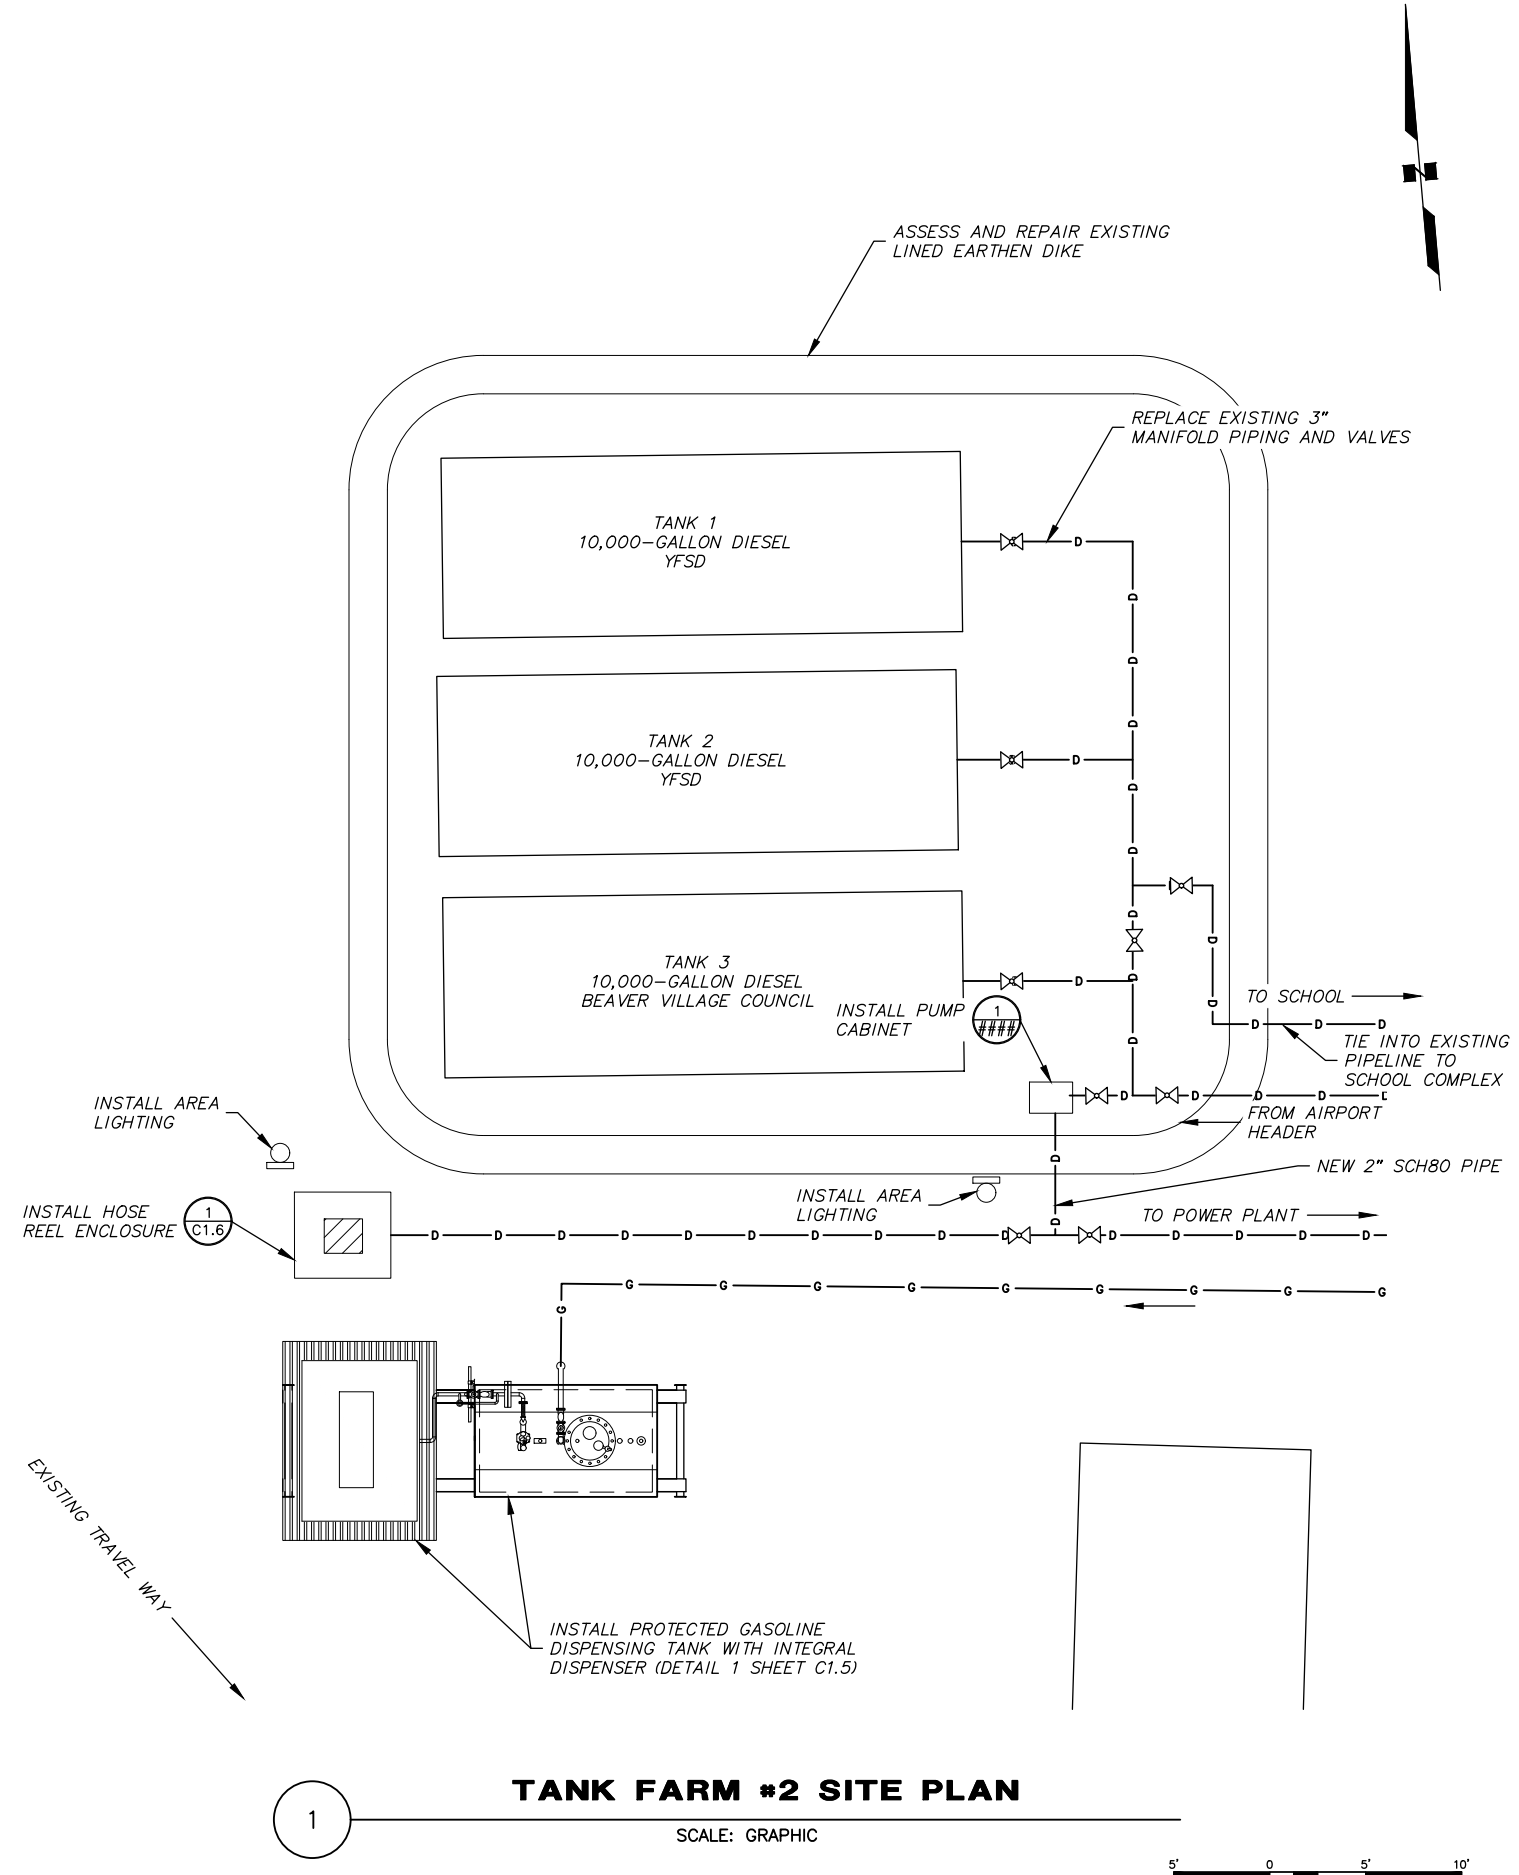 ASSESS AND REPAIR EXISTING
LINED EARTHEN DIKE
REPLACE EXISTING 3"
MANIFOLD PIPING AND VALVES
TANK 1
10,000-GALLON DIESEL
YFSD
TANK 2
10,000-GALLON DIESEL
YFSD
TANK 3
10,000-GALLON DIESEL
BEAVER VILLAGE COUNCIL
INSTALL PUMP
CABINET
1
####
TO SCHOOL
TIE INTO EXISTING
PIPELINE TO
SCHOOL COMPLEX
FROM AIRPORT
HEADER
INSTALL AREA
LIGHTING
NEW 2" SCH80 PIPE
INSTALL AREA
LIGHTING
INSTALL HOSE
REEL ENCLOSURE
1
C1.6
TO POWER PLANT
D D D D D D D D D D D D D D D
G G G G G G G G G
G
EXISTING TRAVEL WAY
INSTALL PROTECTED GASOLINE
DISPENSING TANK WITH INTEGRAL
DISPENSER (DETAIL 1 SHEET C1.5)
1
TANK FARM #2 SITE PLAN
SCALE: GRAPHIC
5' 0 5' 10'